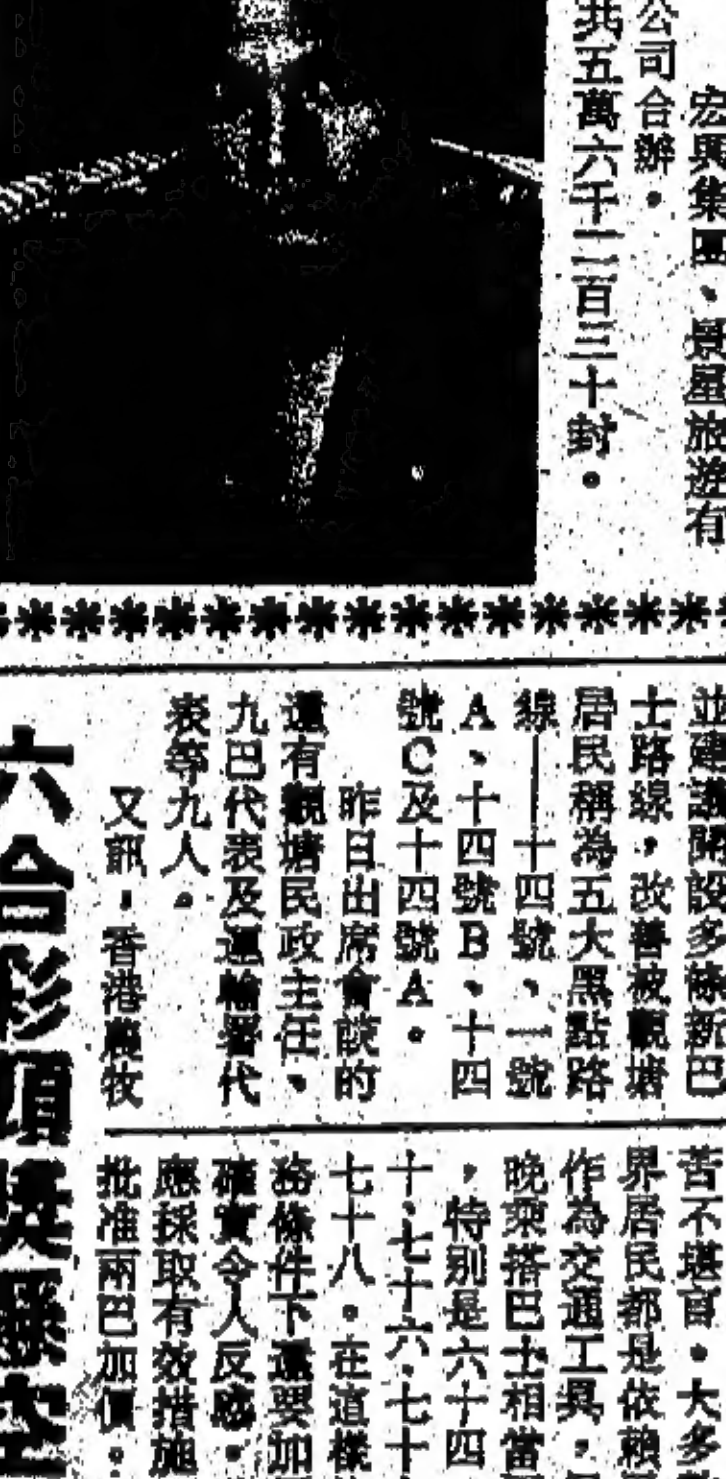 宏興集團、景星旅遊有
公司合辦。
共五萬六千二百三十封。
並建議開設多條新巴
士路線,改善被觀塘
居民稱為五大黑點路
線——十四號、一號
A、十四號B、十四
號C及十四號A。
昨日出席會談的
還有觀塘民政主任、
九巴代表及運輸署代
表等九人。
又訊,香港農牧
苦不堪言。大多
界居民都是依賴
作為交通工具,
晚乘搭巴士相當
,特別是六十四
十、七十六、七十
七十八。在這樣
務條件下還要加
確實令人反感。
應採取有效措施
批准兩巴加價。
六合彩頭獎懸空